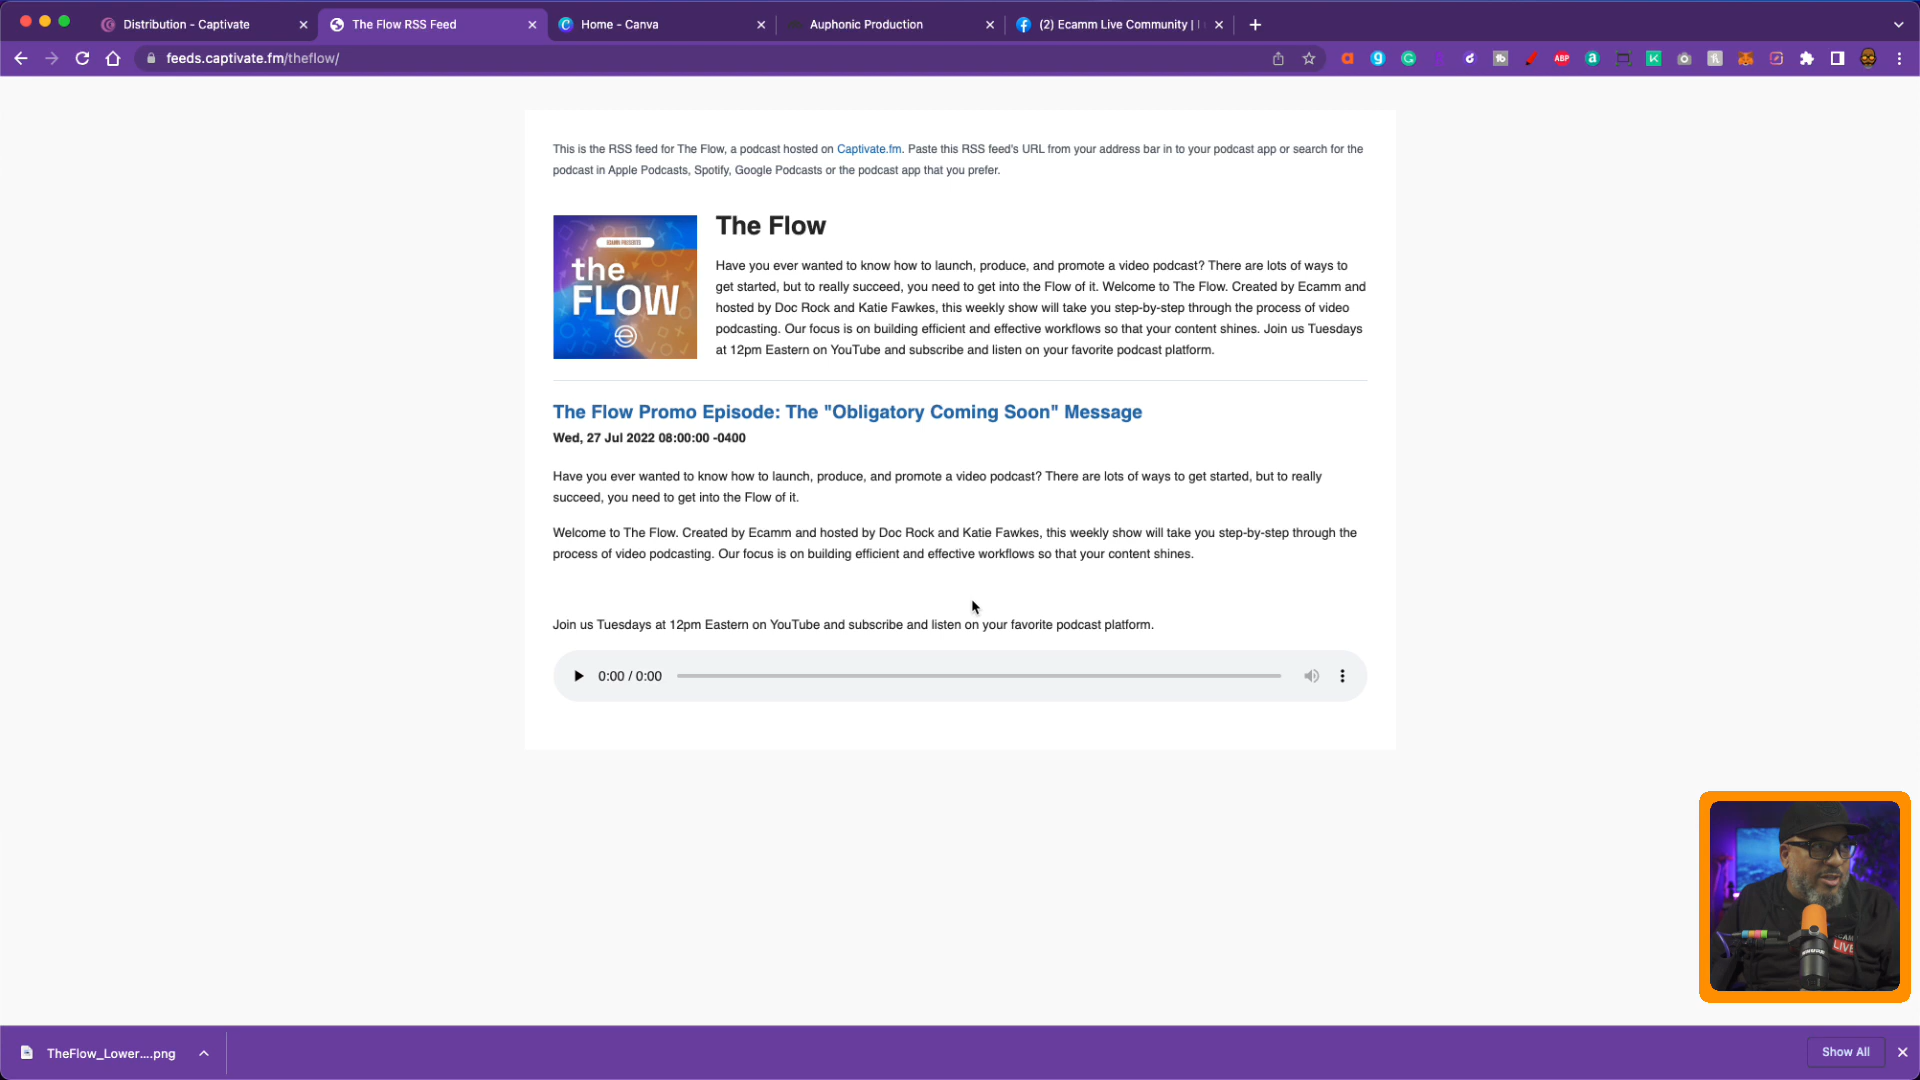 Distribution - Captivate
The Flow RSS Feed
Home - Canva
Auphonic Production
(2) Ecamm Live Community |
feeds.captivate.fm/theflow/
ABP
This is the RSS feed for The Flow, a podcast hosted on Captivate.fm. Paste this RSS feed's URL from your address bar in to your podcast app or search for the
podcast in Apple Podcasts, Spotify, Google Podcasts or the podcast app that you prefer.
ECAMM PRESENTS
the
FLOW
The Flow
Have you ever wanted to know how to launch, produce, and promote a video podcast? There are lots of ways to
get started, but to really succeed, you need to get into the Flow of it. Welcome to The Flow. Created by Ecamm and
hosted by Doc Rock and Katie Fawkes, this weekly show will take you step-by-step through the process of video
podcasting. Our focus is on building efficient and effective workflows so that your content shines. Join us Tuesdays
at 12pm Eastern on YouTube and subscribe and listen on your favorite podcast platform.
The Flow Promo Episode: The "Obligatory Coming Soon" Message
Wed, 27 Jul 2022 08:00:00 -0400
Have you ever wanted to know how to launch, produce, and promote a video podcast? There are lots of ways to get started, but to really
succeed, you need to get into the Flow of it.
Welcome to The Flow. Created by Ecamm and hosted by Doc Rock and Katie Fawkes, this weekly show will take you step-by-step through the
process of video podcasting. Our focus is on building efficient and effective workflows so that your content shines.
Join us Tuesdays at 12pm Eastern on YouTube and subscribe and listen on your favorite podcast platform.
0:00 / 0:00
LIVE
TheFlow_Lower....png
Show All